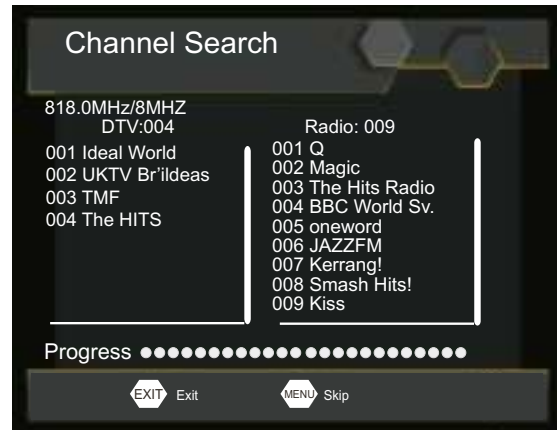 Channel Search
818.0MHz/8MHZ
DTV:004
001 Ideal World
002 UKTV Br'ildeas
003 TMF
004 The HITS
Radio: 009
001 Q
002 Magic
003 The Hits Radio
004 BBC World Sv.
005 oneword
006 JAZZFM
007 Kerrang!
008 Smash Hits!
009 Kiss
Progress
EXIT Exit
MENU Skip